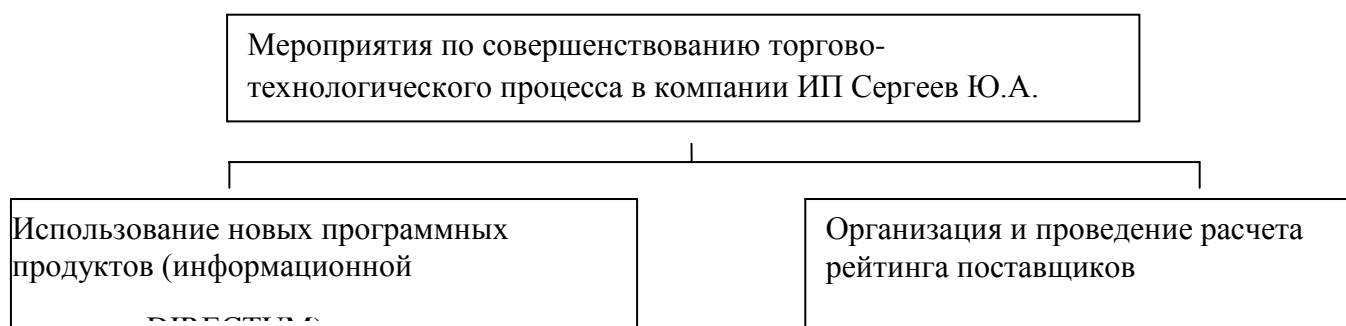 Мероприятия по совершенствованию торгово-
технологического процесса в компании ИП Сергеев Ю.А.
Использование новых программных
продуктов (информационной
DIRECTUM)
Организация и проведение расчета
рейтинга поставщиков